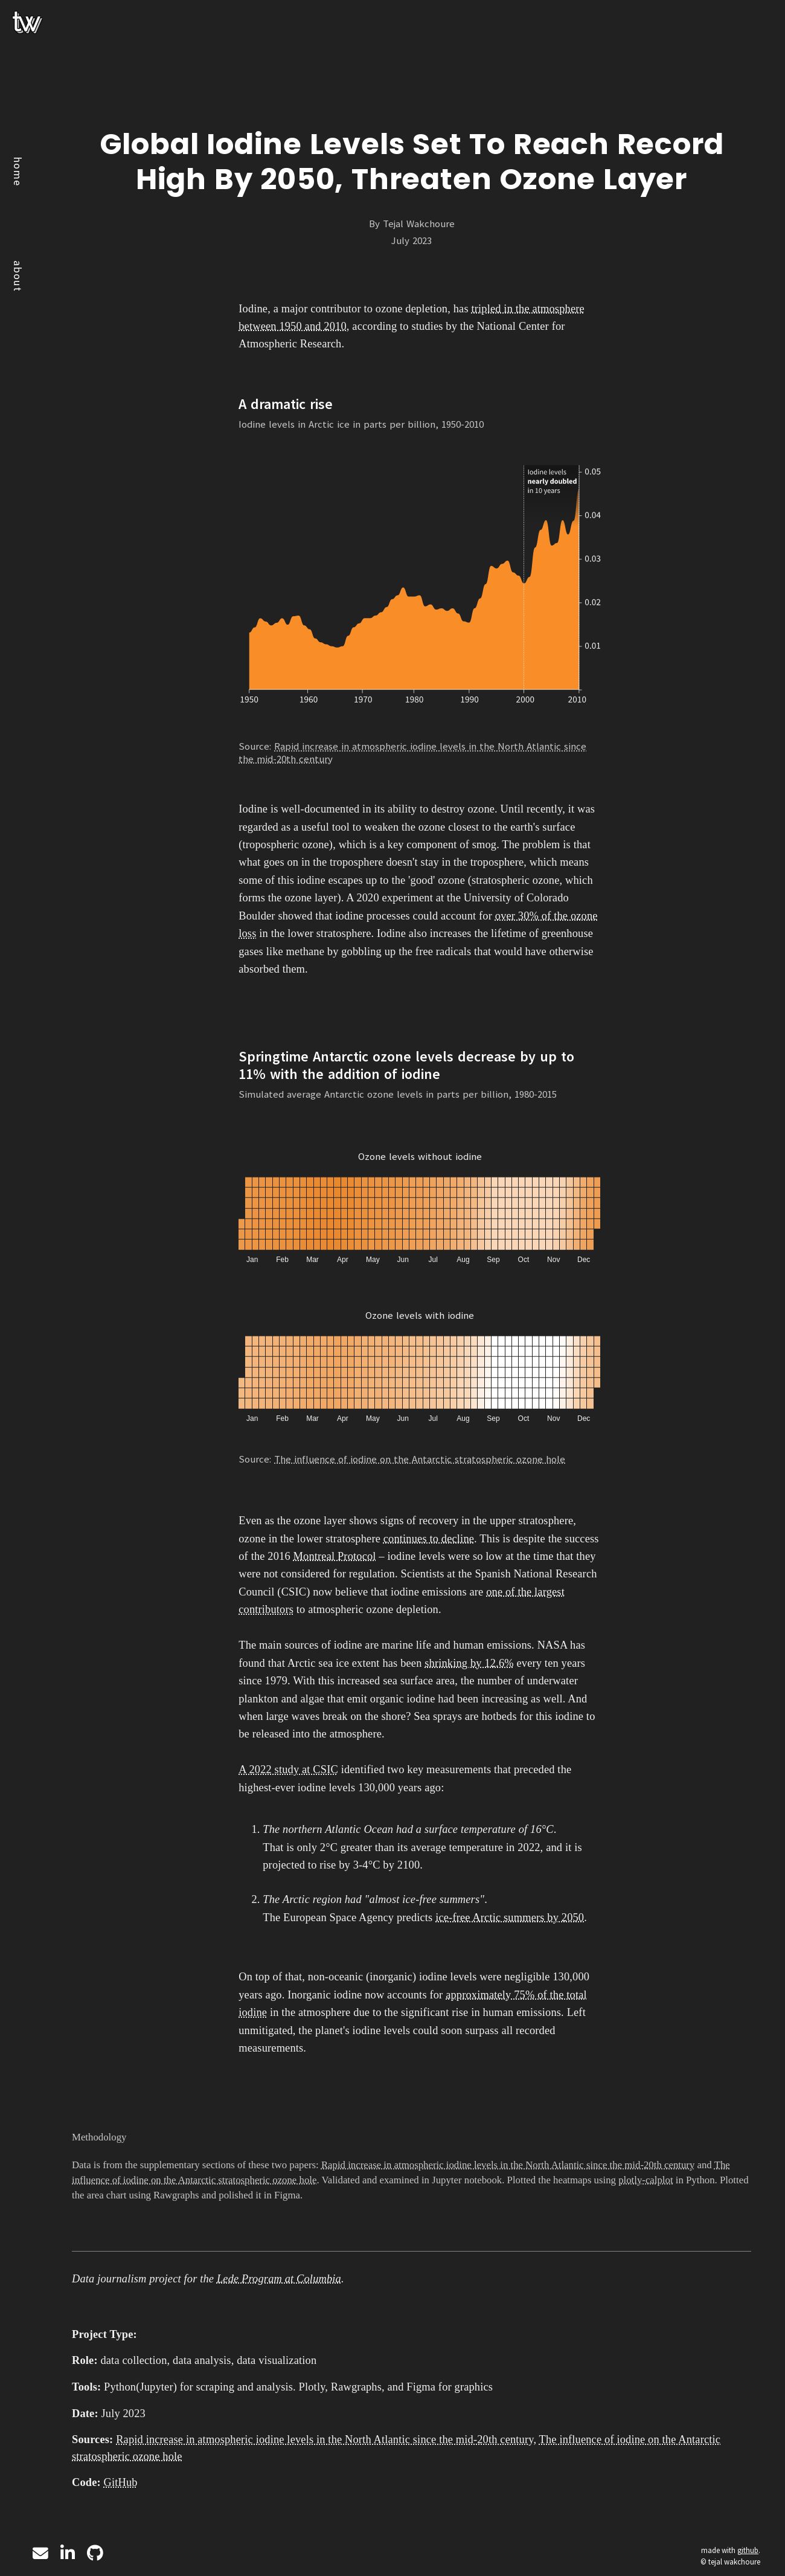 tw
home
about
Global Iodine Levels Set To Reach Record
High By 2050, Threaten Ozone Layer
By Tejal Wakchoure
July 2023
Iodine, a major contributor to ozone depletion, has tripled in the atmosphere
between 1950 and 2010, according to studies by the National Center for
Atmospheric Research.
A dramatic rise
Iodine levels in Arctic ice in parts per billion, 1950-2010
Iodine levels
nearly doubled
in 10 years
0.05
0.04
0.03
0.02
0.01
1950 1960 1970 1980 1990 2000 2010
Source: Rapid increase in atmospheric iodine levels in the North Atlantic since
the mid-20th century
Iodine is well-documented in its ability to destroy ozone. Until recently, it was
regarded as a useful tool to weaken the ozone closest to the earth's surface
(tropospheric ozone), which is a key component of smog. The problem is that
what goes on in the troposphere doesn't stay in the troposphere, which means
some of this iodine escapes up to the 'good' ozone (stratospheric ozone, which
forms the ozone layer). A 2020 experiment at the University of Colorado
Boulder showed that iodine processes could account for over 30% of the ozone
loss in the lower stratosphere. Iodine also increases the lifetime of greenhouse
gases like methane by gobbling up the free radicals that would have otherwise
absorbed them.
Springtime Antarctic ozone levels decrease by up to
11% with the addition of iodine
Simulated average Antarctic ozone levels in parts per billion, 1980-2015
Ozone levels without iodine
Jan Feb Mar Apr May Jun Jul Aug Sep Oct Nov Dec
Ozone levels with iodine
Jan Feb Mar Apr May Jun Jul Aug Sep Oct Nov Dec
Source: The influence of iodine on the Antarctic stratospheric ozone hole
Even as the ozone layer shows signs of recovery in the upper stratosphere,
ozone in the lower stratosphere continues to decline. This is despite the success
of the 2016 Montreal Protocol – iodine levels were so low at the time that they
were not considered for regulation. Scientists at the Spanish National Research
Council (CSIC) now believe that iodine emissions are one of the largest
contributors to atmospheric ozone depletion.
The main sources of iodine are marine life and human emissions. NASA has
found that Arctic sea ice extent has been shrinking by 12.6% every ten years
since 1979. With this increased sea surface area, the number of underwater
plankton and algae that emit organic iodine had been increasing as well. And
when large waves break on the shore? Sea sprays are hotbeds for this iodine to
be released into the atmosphere.
A 2022 study at CSIC identified two key measurements that preceded the
highest-ever iodine levels 130,000 years ago:
1. The northern Atlantic Ocean had a surface temperature of 16°C.
That is only 2°C greater than its average temperature in 2022, and it is
projected to rise by 3-4°C by 2100.
2. The Arctic region had "almost ice-free summers".
The European Space Agency predicts ice-free Arctic summers by 2050.
On top of that, non-oceanic (inorganic) iodine levels were negligible 130,000
years ago. Inorganic iodine now accounts for approximately 75% of the total
iodine in the atmosphere due to the significant rise in human emissions. Left
unmitigated, the planet's iodine levels could soon surpass all recorded
measurements.
Methodology
Data is from the supplementary sections of these two papers: Rapid increase in atmospheric iodine levels in the North Atlantic since the mid-20th century and The
influence of iodine on the Antarctic stratospheric ozone hole. Validated and examined in Jupyter notebook. Plotted the heatmaps using plotly-calplot in Python. Plotted
the area chart using Rawgraphs and polished it in Figma.
Data journalism project for the Lede Program at Columbia.
Project Type:
Role: data collection, data analysis, data visualization
Tools: Python(Jupyter) for scraping and analysis. Plotly, Rawgraphs, and Figma for graphics
Date: July 2023
Sources: Rapid increase in atmospheric iodine levels in the North Atlantic since the mid-20th century, The influence of iodine on the Antarctic
stratospheric ozone hole
Code: GitHub
in
made with github.
© tejal wakchoure